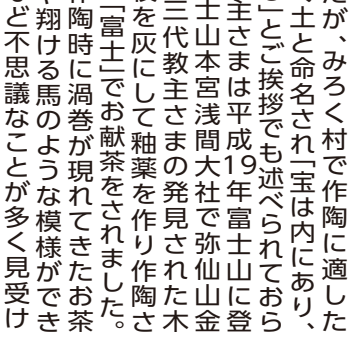 だが、みろく村で作陶に適した
、土と命名され「宝は内にあり、
」とご挨拶でも述べられておら
主さまは平成19年富士山に登
士山本宮浅間大社で弥仙山金
三代教主さまの発見された木
灰を灰にして釉薬を作り作陶さ
「富士」でお献茶をされました。
作陶時に渦巻が現れてきたお茶
や翔ける馬のような模様ができ
ど不思議なことが多く見受け